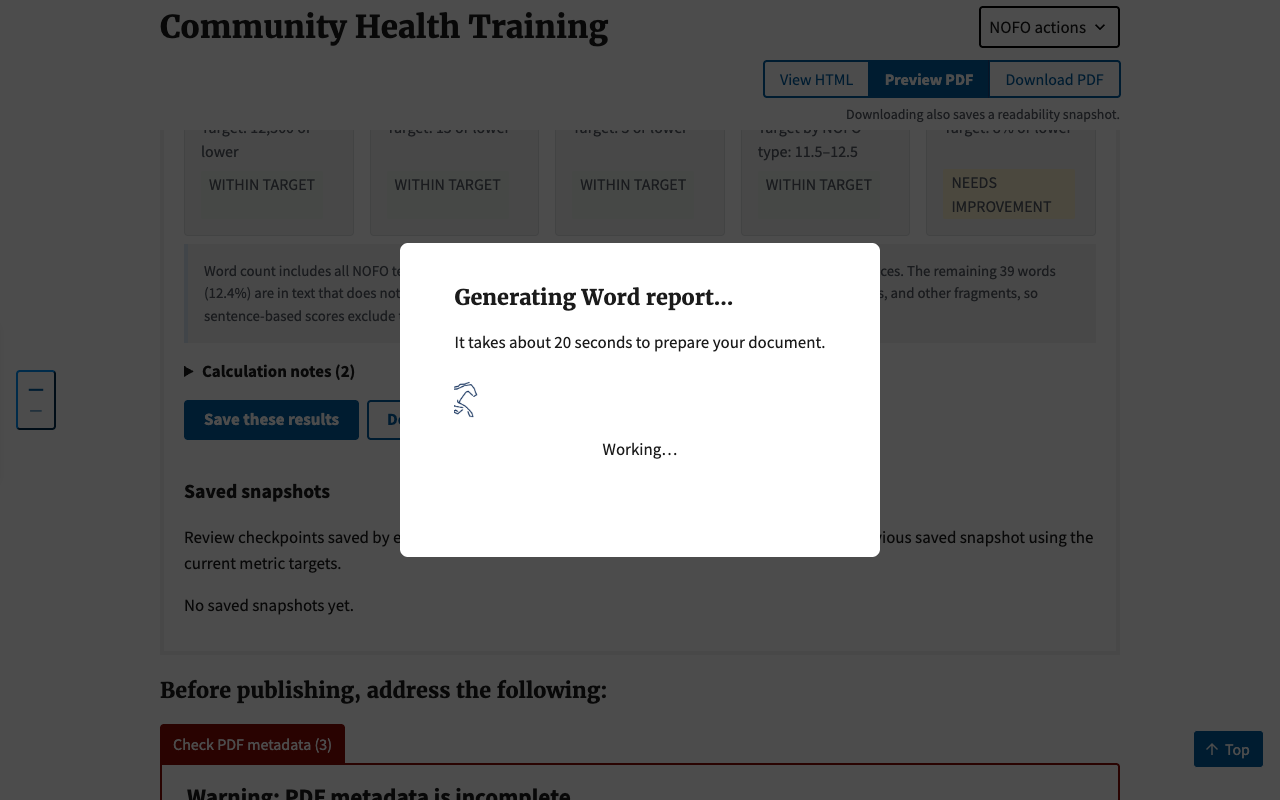 Community Health Training
NOFO actions
View HTML
Preview PDF
Download PDF
Downloading also saves a readability snapshot.
lower
type: 11.5–12.5
WITHIN TARGET
WITHIN TARGET
WITHIN TARGET
WITHIN TARGET
NEEDS
IMPROVEMENT
Word count includes all NOFO
The remaining 39 words
(12.4%) are in text that does not
and other fragments, so
sentence-based scores exclude
Generating Word report…
It takes about 20 seconds to prepare your document.
Working…
Calculation notes (2)
Save these results
Saved snapshots
Review checkpoints saved by
saved snapshot using the
current metric targets.
No saved snapshots yet.
Before publishing, address the following:
Check PDF metadata (3)
Top
Warning: PDF metadata is incomplete